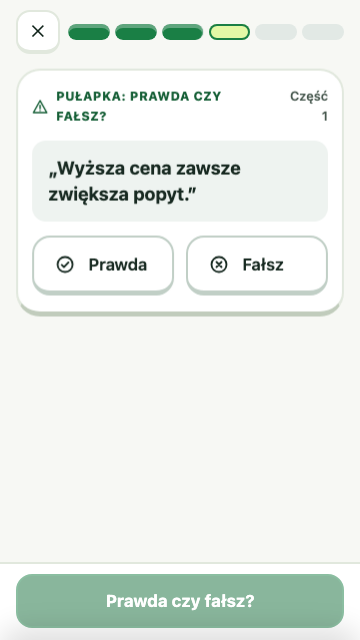 PUŁAPKA: PRAWDA CZY
FAŁSZ?
Część
1
„Wyższa cena zawsze
zwiększa popyt.”
Prawda
Fałsz
Prawda czy fałsz?